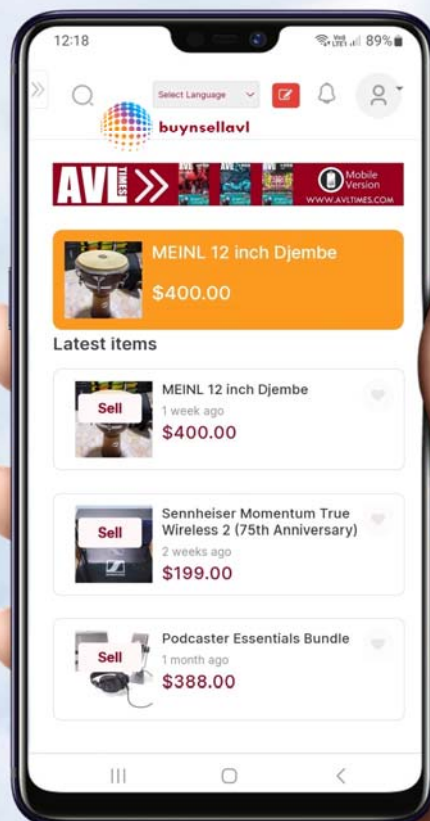 12:18
89%
Select Language
buynsellavl
AVL TIMES
Mobile
Version
WWW.AVLTIMES.COM
MEINL 12 inch Djembe
$400.00
Latest items
Sell
MEINL 12 inch Djembe
1 week ago
$400.00
Sell
Sennheiser Momentum True
Wireless 2 (75th Anniversary)
2 weeks ago
$199.00
Sell
Podcaster Essentials Bundle
1 month ago
$388.00